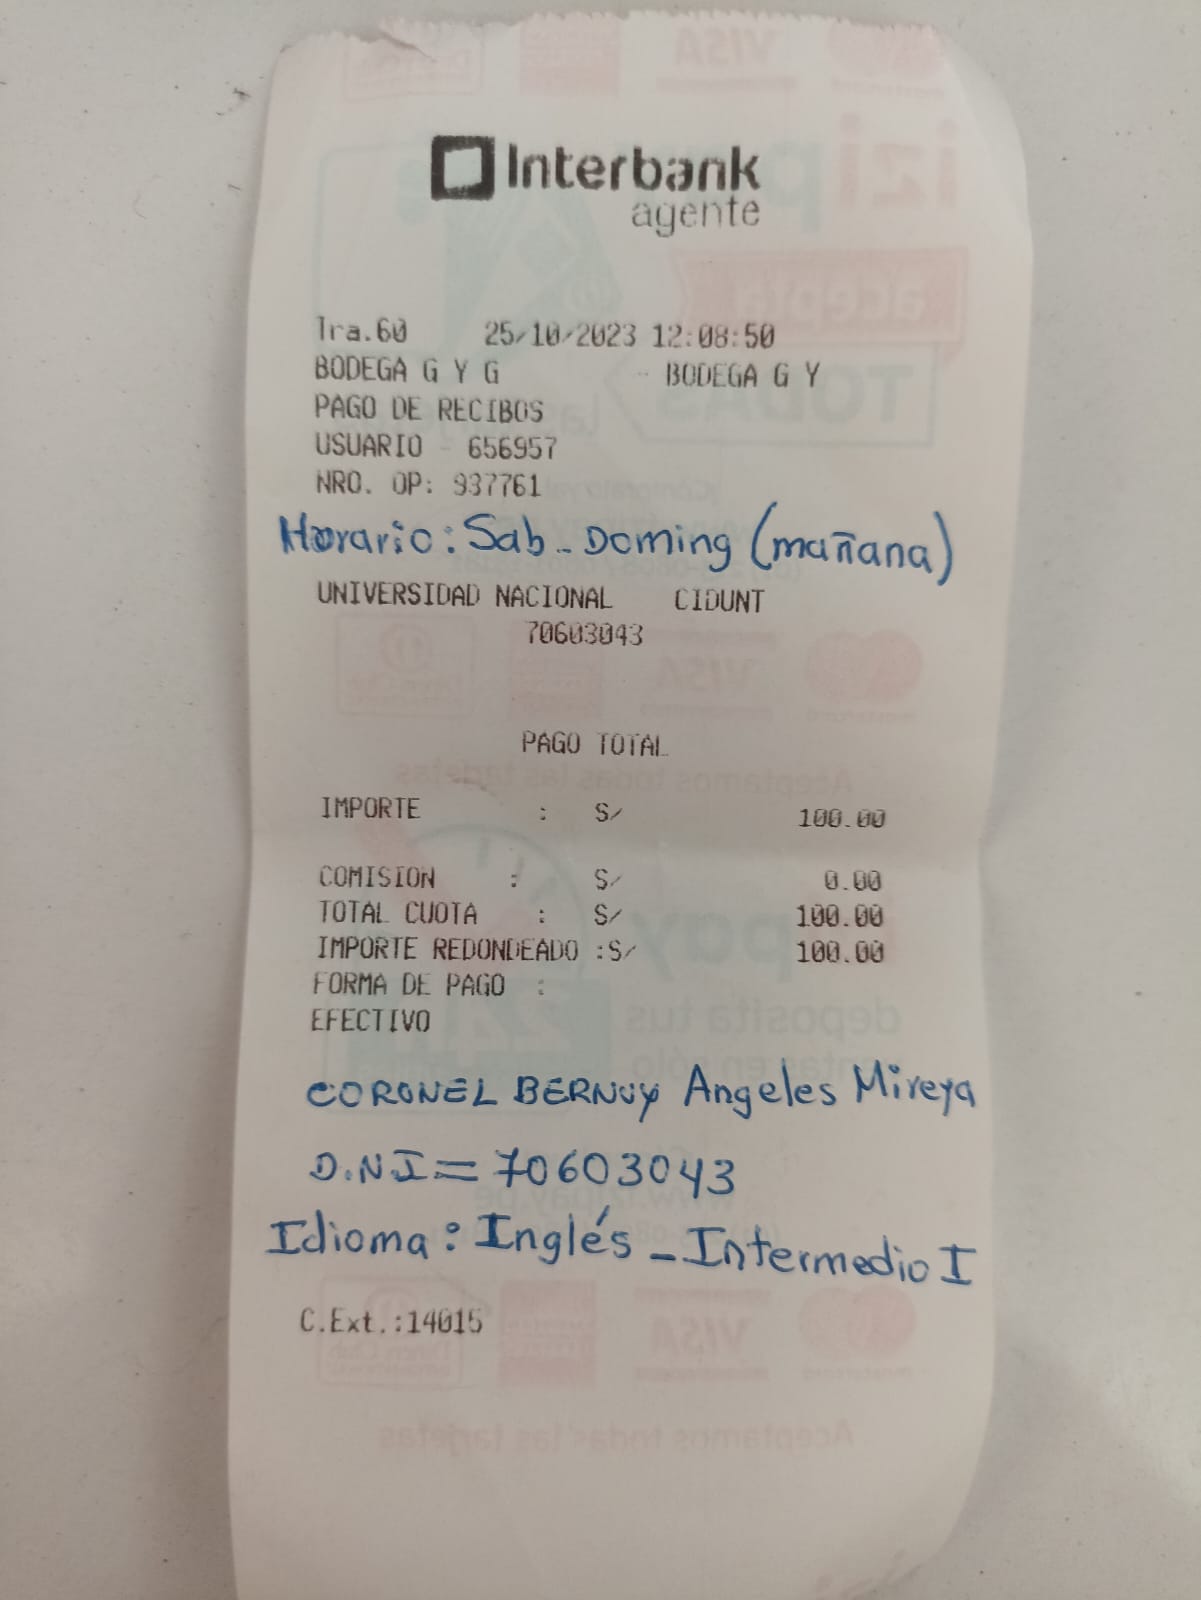 Interbank
agente
Tra.60 25/10/2023 12:08:50
BODEGA G Y G - BODEGA G Y
PAGO DE RECIBOS
USUARIO - 656957
NRO. OP: 937761
Horario: Sab - Doming (mañana)
UNIVERSIDAD NACIONAL CIDUNT
70603043
PAGO TOTAL
IMPORTE : S/ 100.00
COMISION : S/ 0.00
TOTAL CUOTA : S/ 100.00
IMPORTE REDONDEADO :S/ 100.00
FORMA DE PAGO :
EFECTIVO
CORONEL BERNUY Angeles Mireya
D.NI = 70603043
Idioma: Inglés - Intermedio I
C.Ext.:14015